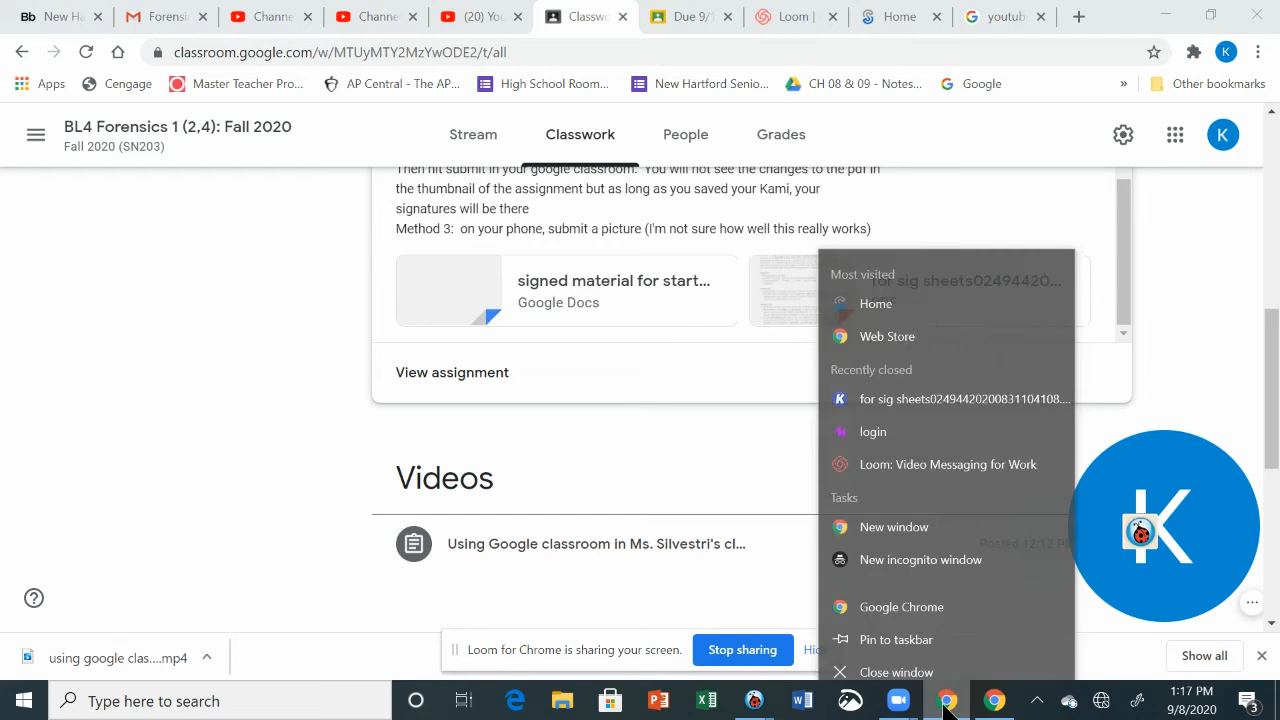 New Ha
Forensi
Channe
Channe
(20) Yo
Classw
Due 9/1
Loom |
Home
youtub
classroom.google.com/w/MTUyMTY2MzYwODE2/t/all
K
Apps
Cengage
Master Teacher Pro...
AP Central - The AP...
High School Room...
New Hartford Senio...
CH 08 & 09 - Notes...
Google
»
Other bookmarks
BL4 Forensics 1 (2,4): Fall 2020
Fall 2020 (SN203)
Stream
Classwork
People
Grades
K
Then hit submit in your google classroom. You will not see the changes to the pdf in
the thumbnail of the assignment but as long as you saved your Kami, your
signatures will be there
Method 3: on your phone, submit a picture (I'm not sure how well this really works)
signed material for start...
Google Docs
for sig sheets02494420...
View assignment
Videos
Using Google classroom in Ms. Silvestri's cl...
Posted 12:12 P
Most visited
Home
Web Store
Recently closed
for sig sheets02494420200831104108....
login
Loom: Video Messaging for Work
Tasks
New window
New incognito window
Google Chrome
Pin to taskbar
Close window
K
Loom for Chrome is sharing your screen.
Stop sharing
Hid
using google clas....mp4
Show all
Type here to search
1:17 PM
9/8/2020
3